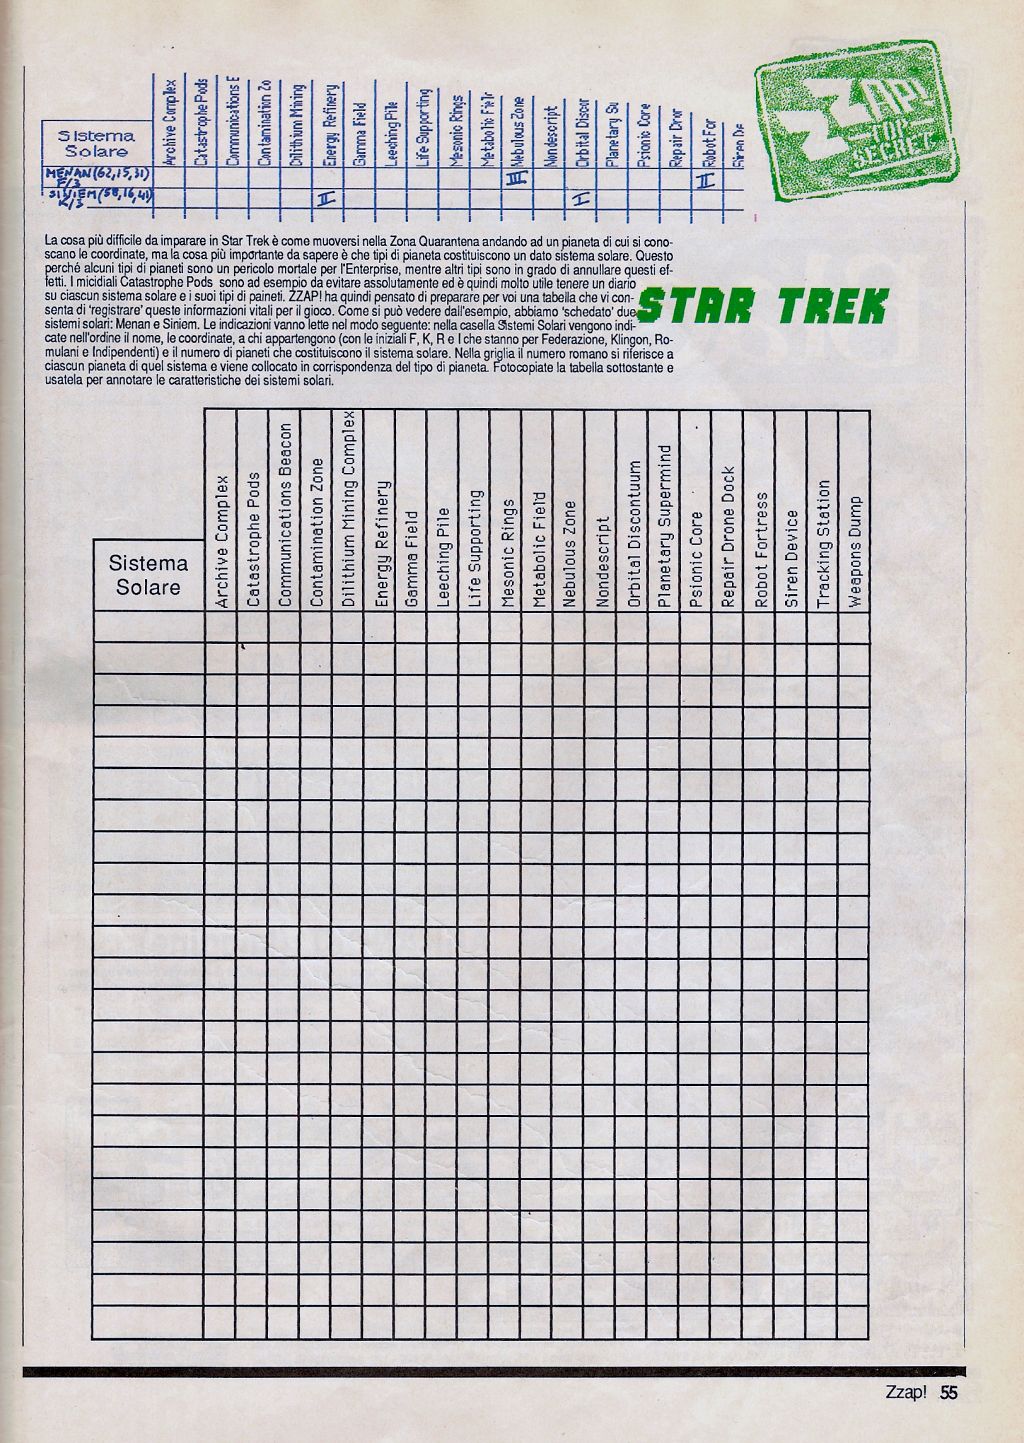 Sistema
Solare
Archive Complex
Catastrophe Pods
Communications E
Contamination Zo
Dilithium Mining
Energy Refinery
Gamma Field
Leeching Pile
Life Supporting
Mesonic Rings
Metabolic Fielr
Nebulous Zone
Nondescript
Orbital Discor
Planetary Su
Psionic Core
Repair Dror
Robot For
Siren De
MENAN (62,15,31)
F/3
III
II
SINIEM (58,16,41)
K/3
II
I
ZZAP!
TOP
SECRET
La cosa più difficile da imparare in Star Trek è come muoversi nella Zona Quarantena andando ad un pianeta di cui si cono-
scano le coordinate, ma la cosa più importante da sapere è che tipi di pianeta costituiscono un dato sistema solare. Questo
perché alcuni tipi di pianeti sono un pericolo mortale per l'Enterprise, mentre altri tipi sono in grado di annullare questi ef-
fetti. I micidiali Catastrophe Pods sono ad esempio da evitare assolutamente ed è quindi molto utile tenere un diario
su ciascun sistema solare e i suoi tipi di paineti. ZZAP! ha quindi pensato di preparare per voi una tabella che vi con-
senta di 'registrare' queste informazioni vitali per il gioco. Come si può vedere dall'esempio, abbiamo 'schedato' due
sistemi solari: Menan e Siniem. Le indicazioni vanno lette nel modo seguente: nella casella Sistemi Solari vengono indi-
cate nell'ordine il nome, le coordinate, a chi appartengono (con le iniziali F, K, R e I che stanno per Federazione, Klingon, Ro-
mulani e Indipendenti) e il numero di pianeti che costituiscono il sistema solare. Nella griglia il numero romano si riferisce a
ciascun pianeta di quel sistema e viene collocato in corrispondenza del tipo di pianeta. Fotocopiate la tabella sottostante e
usatela per annotare le caratteristiche dei sistemi solari.
STAR TREK
Sistema
Solare
Archive Complex
Catastrophe Pods
Communications Beacon
Contamination Zone
Dilithium Mining Complex
Energy Refinery
Gamma Field
Leeching Pile
Life Supporting
Mesonic Rings
Metabolic Field
Nebulous Zone
Nondescript
Orbital Discontuum
Planetary Supermind
Psionic Core
Repair Drone Dock
Robot Fortress
Siren Device
Tracking Station
Weapons Dump
Zzap! 55